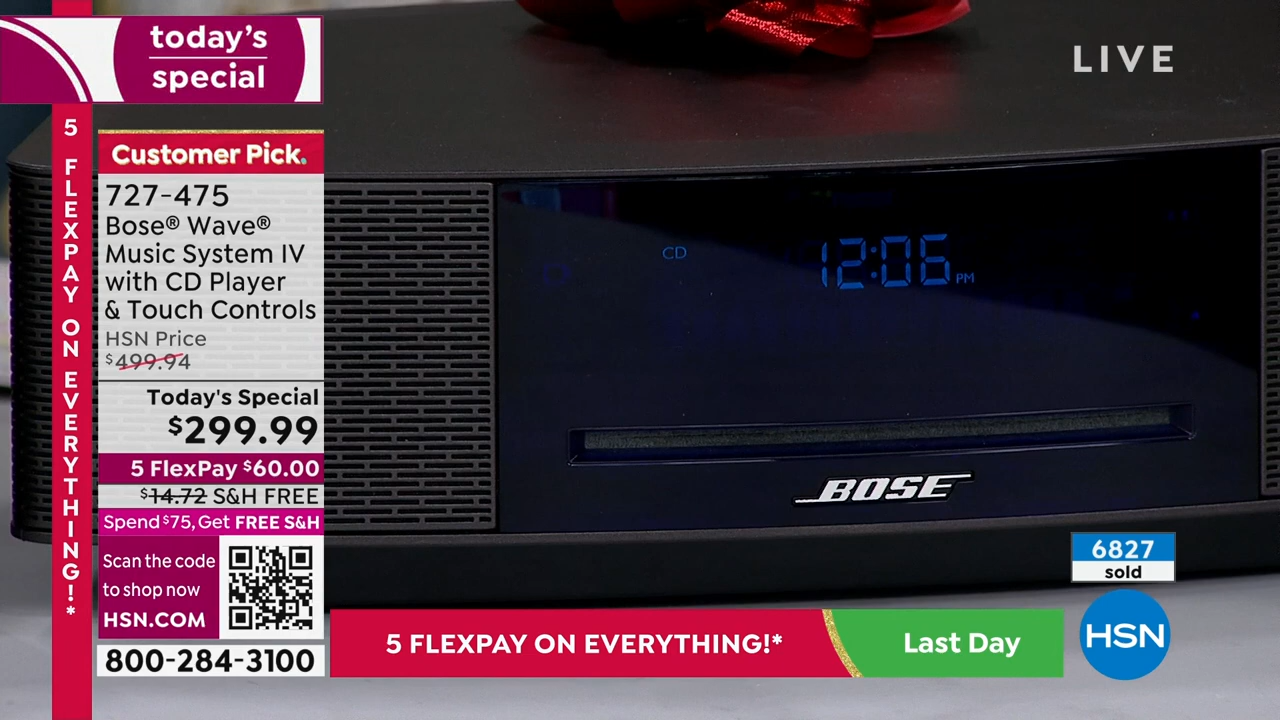 today's
special
LIVE
5 FLEXPAY ON EVERYTHING!*
Customer Pick.
727-475
Bose® Wave®
Music System IV
with CD Player
& Touch Controls
HSN Price
$499.94
Today's Special
$299.99
5 FlexPay $60.00
$14.72 S&H FREE
Spend $75, Get FREE S&H
Scan the code
to shop now
HSN.COM
800-284-3100
CD
12:06 PM
BOSE
6827
sold
5 FLEXPAY ON EVERYTHING!*
Last Day
HSN